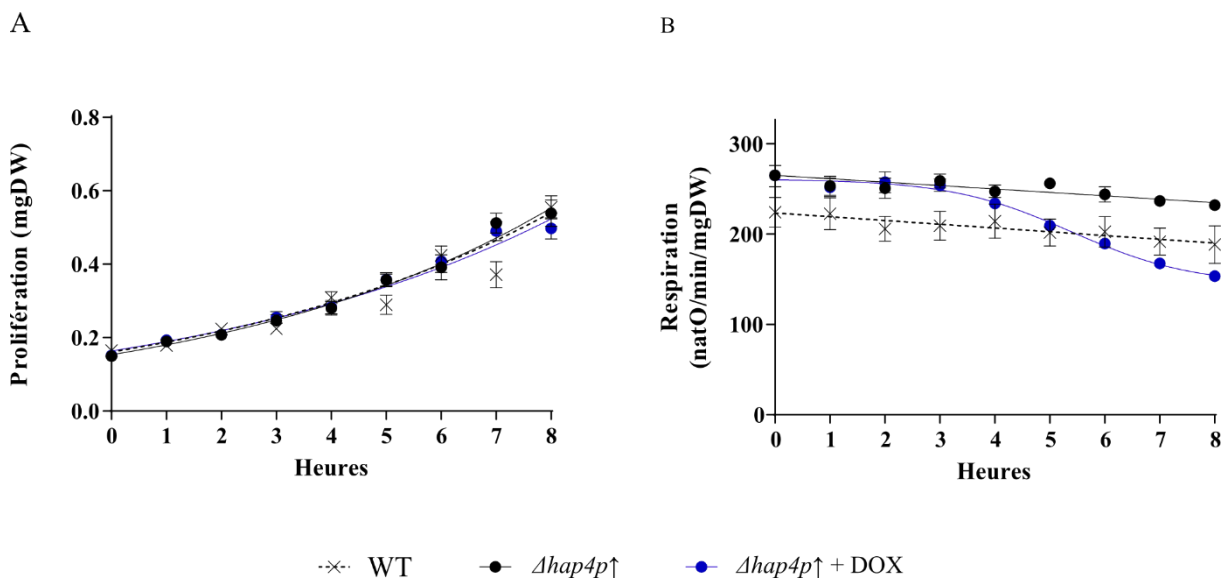 A
B
Prolifération (mgDW)
0.8
0.6
0.4
0.2
0.0
0 1 2 3 4 5 6 7 8
Heures
Respiration
(natO/min/mgDW)
300
200
100
0
0 1 2 3 4 5 6 7 8
Heures
WT
Δhap4p↑
Δhap4p↑ + DOX